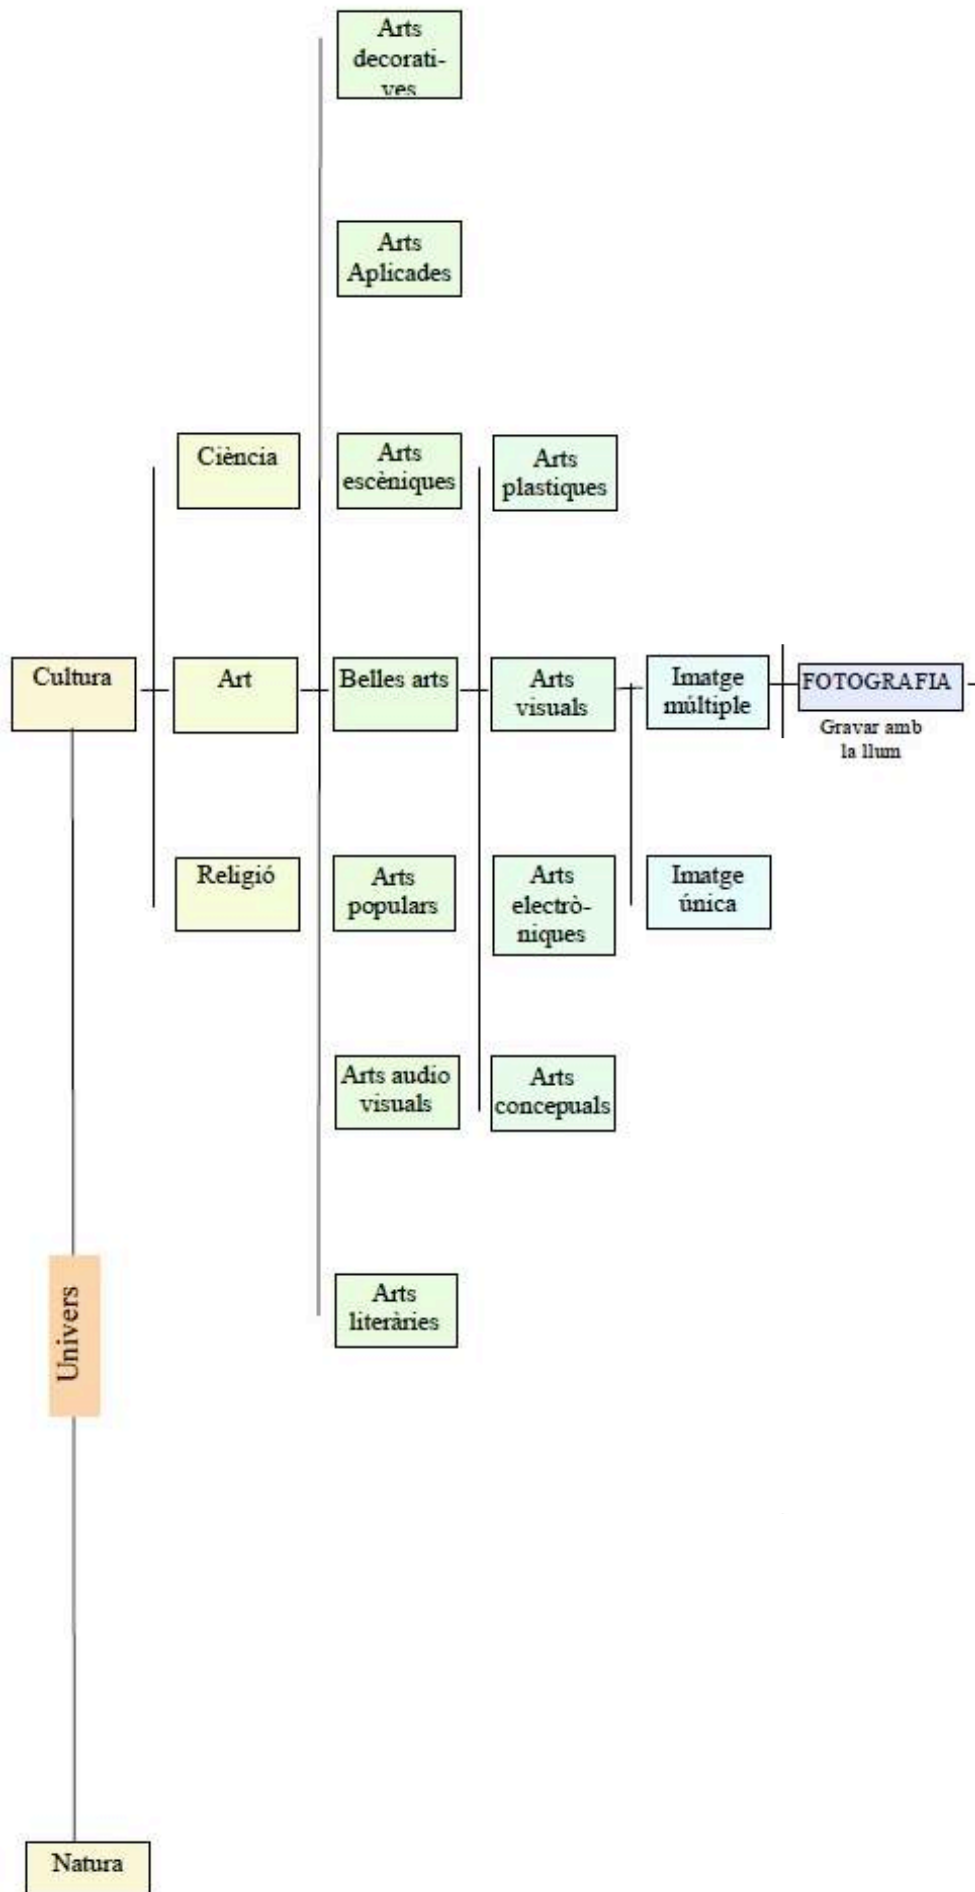 Arts
decorati-
ves
Arts
Aplicades
Ciència
Arts
escèniques
Arts
plastiques
Cultura
Art
Belles arts
Arts
visuals
Imatge
múltiple
FOTOGRAFIA
Gravar amb
la llum
Religió
Arts
populars
Arts
electrò-
niques
Imatge
única
Arts audio
visuals
Arts
concepuals
Univers
Arts
literàries
Natura